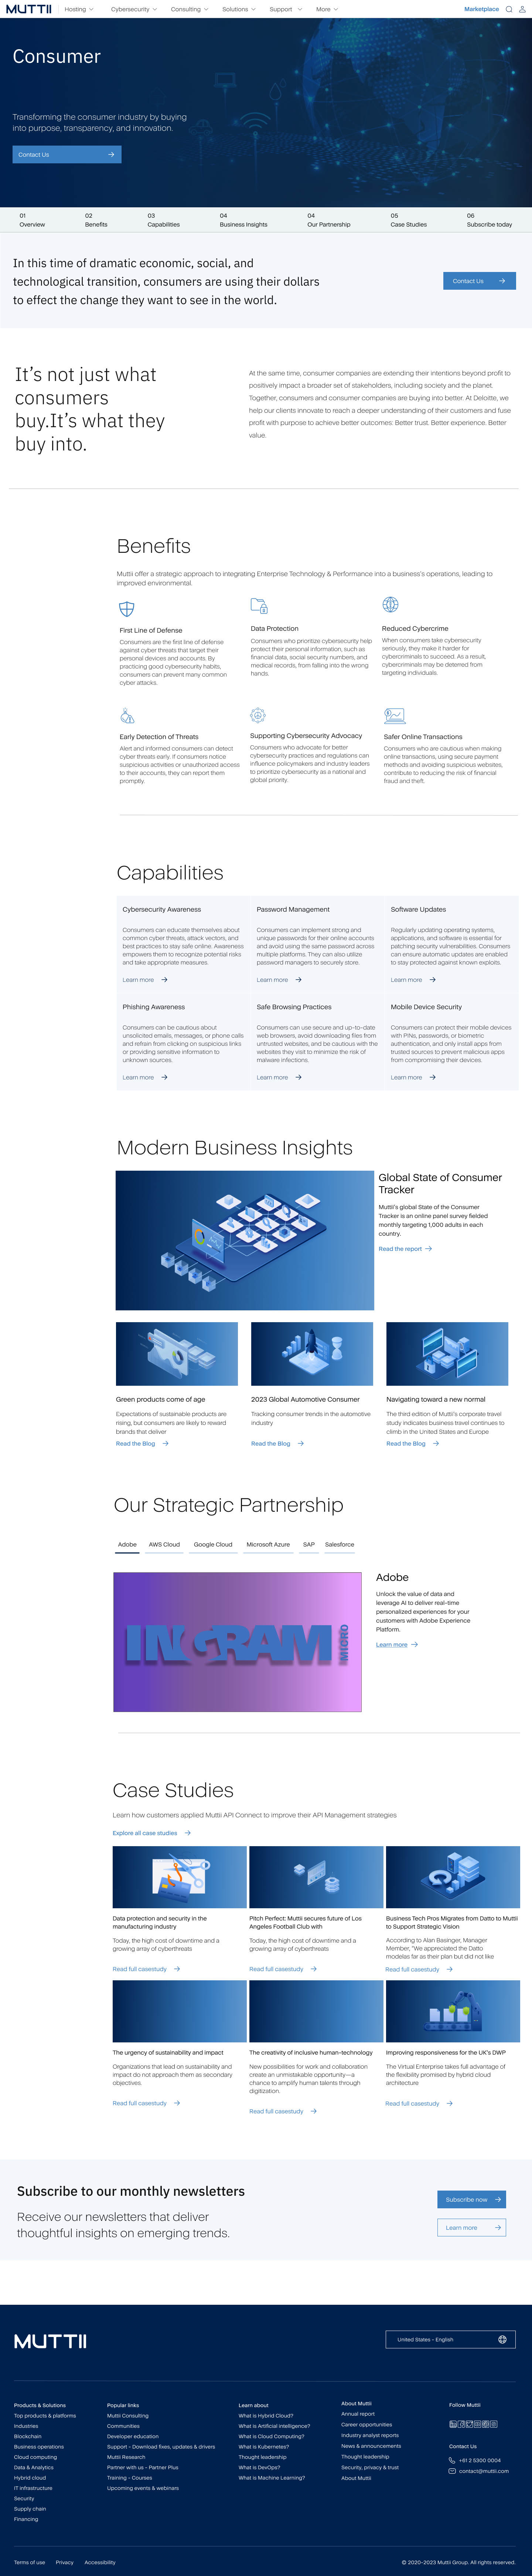 MUTTII
Hosting
Cybersecurity
Consulting
Solutions
Support
More
Marketplace
Consumer
Transforming the consumer industry by buying
into purpose, transparency, and innovation.
Contact Us
01
Overview
02
Benefits
03
Capabilities
04
Business Insights
04
Our Partnership
05
Case Studies
06
Subscribe today
In this time of dramatic economic, social, and
technological transition, consumers are using their dollars
to effect the change they want to see in the world.
Contact Us
It's not just what
consumers
buy.It's what they
buy into.
At the same time, consumer companies are extending their intentions beyond profit to
positively impact a broader set of stakeholders, including society and the planet.
Together, consumers and consumer companies are buying into better. At Deloitte, we
help our clients innovate to reach a deeper understanding of their customers and fuse
profit with purpose to achieve better outcomes: Better trust. Better experience. Better
value.
Benefits
Muttii offer a strategic approach to integrating Enterprise Technology & Performance into a business's operations, leading to
improved environmental
First Line of Defense
Consumers are the first line of defense
against cyber threats that target their
personal devices and accounts. By
practicing good cybersecurity habits,
consumers can prevent many common
cyber attacks.
Data Protection
Consumers who prioritize cybersecurity help
protect their personal information, such as
financial data, social security numbers, and
medical records, from falling into the wrong
hands.
Reduced Cybercrime
When consumers take cybersecurity
seriously, they make it harder for
cybercriminals to succeed. As a result,
cybercriminals may be deterred from
targeting individuals.
Early Detection of Threats
Alert and informed consumers can detect
cyber threats early. If consumers notice
suspicious activities or unauthorized access
to their accounts, they can report them
promptly.
Supporting Cybersecurity Advocacy
Consumers who advocate for better
cybersecurity practices and regulations can
influence policymakers and industry leaders
to prioritize cybersecurity as a national and
global priority.
Safer Online Transactions
Consumers who are cautious when making
online transactions, using secure payment
methods and avoiding suspicious websites,
contribute to reducing the risk of financial
fraud and theft.
Capabilities
Cybersecurity Awareness
Consumers can educate themselves about
common cyber threats, attack vectors, and
best practices to stay safe online. Awareness
empowers them to recognize potential risks
and take appropriate measures.
Learn more
Password Management
Consumers can implement strong and
unique passwords for their online accounts
and avoid using the same password across
multiple platforms. They can also utilize
password managers to securely store.
Learn more
Software Updates
Regularly updating operating systems,
applications, and software is essential for
patching security vulnerabilities. Consumers
can ensure automatic updates are enabled
to stay protected against known exploits.
Learn more
Phishing Awareness
Consumers can be cautious about
unsolicited emails, messages, or phone calls
and refrain from clicking on suspicious links
or providing sensitive information to
unknown sources.
Learn more
Safe Browsing Practices
Consumers can use secure and up-to-date
web browsers, avoid downloading files from
untrusted websites, and be cautious with the
websites they visit to minimize the risk of
malware infections.
Learn more
Mobile Device Security
Consumers can protect their mobile devices
with PINs, passwords, or biometric
authentication, and only install apps from
trusted sources to prevent malicious apps
from compromising their devices.
Learn more
Modern Business Insights
Global State of Consumer
Tracker
Muttii's global State of the Consumer
Tracker is an online panel survey fielded
monthly targeting 1,000 adults in each
country.
Read the report
Green products come of age
Expectations of sustainable products are
rising, but consumers are likely to reward
brands that deliver
Read the Blog
2023 Global Automotive Consumer
Tracking consumer trends in the automotive
industry
Read the Blog
Navigating toward a new normal
The third edition of Muttii's corporate travel
study indicates business travel continues to
climb in the United States and Europe
Read the Blog
Our Strategic Partnership
Adobe
AWS Cloud
Google Cloud
Microsoft Azure
SAP
Salesforce
INGRAM MICRO
Adobe
Unlock the value of data and
leverage AI to deliver real-time
personalized experiences for your
customers with Adobe Experience
Platform.
Learn more
Case Studies
Learn how customers applied Muttii API Connect to improve their API Management strategies
Explore all case studies
Data protection and security in the
manufacturing industry
Today, the high cost of downtime and a
growing array of cyberthreats
Read full casestudy
Pitch Perfect: Muttii secures future of Los
Angeles Football Club with
Today, the high cost of downtime and a
growing array of cyberthreats
Read full casestudy
Business Tech Pros Migrates from Datto to Muttii
to Support Strategic Vision
According to Alan Basinger, Manager
Member, "We appreciated the Datto
modelas far as their plan but did not like
Read full casestudy
The urgency of sustainability and impact
Organizations that lead on sustainability and
impact do not approach them as secondary
objectives.
Read full casestudy
The creativity of inclusive human-technology
New possibilities for work and collaboration
create an unmistakable opportunity—a
chance to amplify human talents through
digitization.
Read full casestudy
Improving responsiveness for the UK's DWP
The Virtual Enterprise takes full advantage of
the flexibility promised by hybrid cloud
architecture
Read full casestudy
Subscribe to our monthly newsletters
Receive our newsletters that deliver
thoughtful insights on emerging trends.
Subscribe now
Learn more
MUTTII
United States - English
Products & Solutions
Top products & platforms
Industries
Blockchain
Business operations
Cloud computing
Data & Analytics
Hybrid cloud
IT infrastructure
Security
Supply chain
Financing
Popular links
Muttii Consulting
Communities
Developer education
Support - Download fixes, updates & drivers
Muttii Research
Partner with us - Partner Plus
Training - Courses
Upcoming events & webinars
Learn about
What is Hybrid Cloud?
What is Artificial intelligence?
What is Cloud Computing?
What is Kubernetes?
Thought leadership
What is DevOps?
What is Machine Learning?
About Muttii
Annual report
Career opportunities
Industry analyst reports
News & announcements
Thought leadership
Security, privacy & trust
About Muttii
Follow Muttii
Contact Us
+61 2 5300 0004
contact@muttii.com
Terms of use
Privacy
Accessibility
© 2020-2023 Muttii Group. All rights reserved.